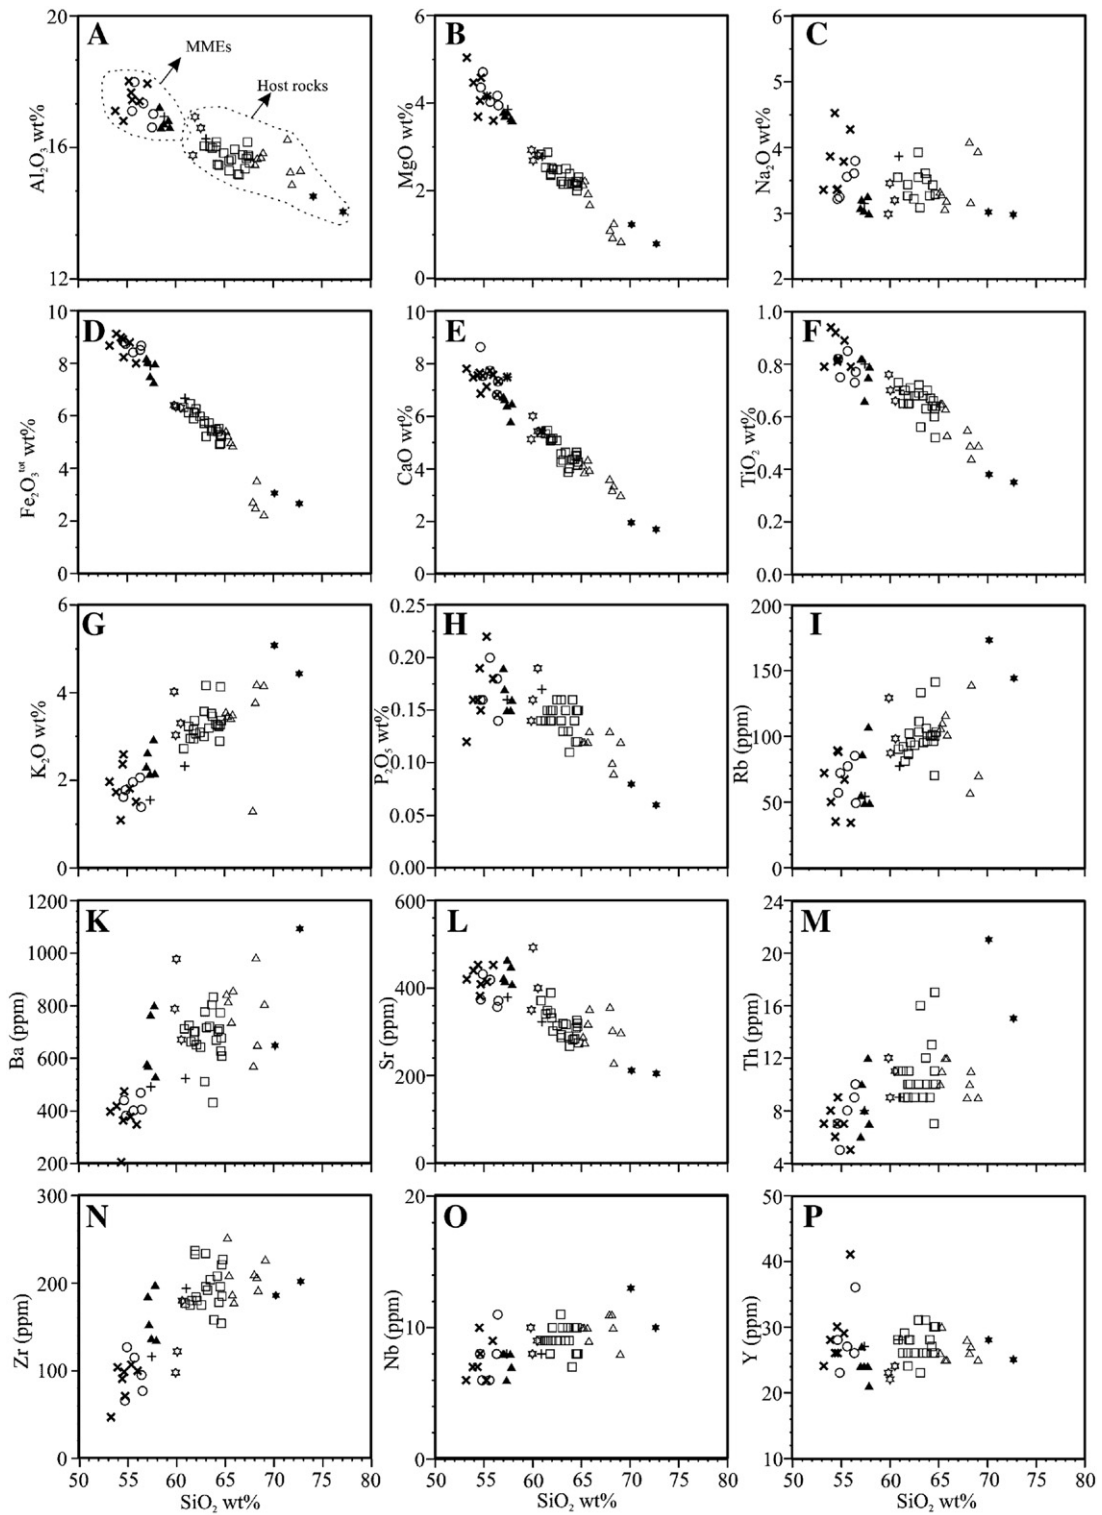 A
MMEs
Host rocks
20
16
12
Al2O3 wt%
B
6
4
2
0
MgO wt%
C
6
5
4
3
2
Na2O wt%
D
10
8
6
4
2
0
Fe2O3tot wt%
E
10
8
6
4
2
0
CaO wt%
F
1.0
0.8
0.6
0.4
0.2
0.0
TiO2 wt%
G
6
4
2
0
K2O wt%
H
0.25
0.20
0.15
0.10
0.05
0.00
P2O5 wt%
I
200
150
100
50
0
Rb (ppm)
K
1200
1000
800
600
400
200
Ba (ppm)
L
600
400
200
0
Sr (ppm)
M
24
20
16
12
8
4
Th (ppm)
N
300
200
100
0
Zr (ppm)
50 55 60 65 70 75 80
SiO2 wt%
O
20
10
0
Nb (ppm)
50 55 60 65 70 75 80
SiO2 wt%
P
50
40
30
20
10
Y (ppm)
50 55 60 65 70 75 80
SiO2 wt%